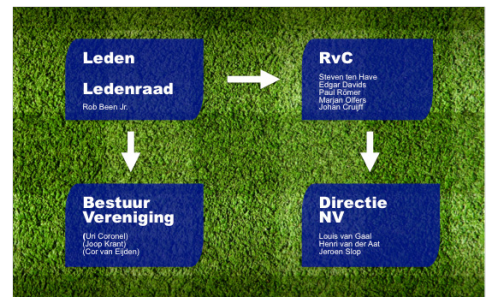 Leden
Ledenraad
Rob Been Jr.
RvC
Steven ten Have
Edgar Davids
Paul Römer
Marjan Olfers
Johan Cruijff
Bestuur
Vereniging
(Uri Coronel)
(Joop Krant)
(Cor van Eijden)
Directie
NV
Louis van Gaal
Henri van der Aat
Jeroen Slop